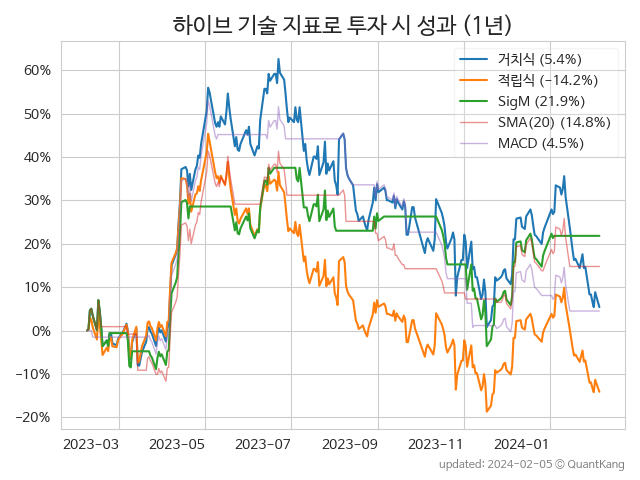 하이브 기술 지표로 투자 시 성과 (1년)
거치식 (5.4%)
적립식 (−14.2%)
SigM (21.9%)
SMA(20) (14.8%)
MACD (4.5%)
60%
50%
40%
30%
20%
10%
0%
−10%
−20%
2023-03 2023-05 2023-07 2023-09 2023-11 2024-01
updated: 2024-02-05 © QuantKang